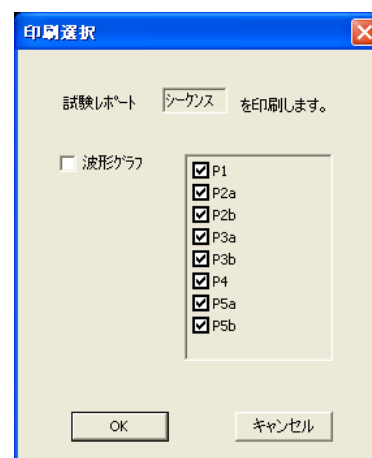 印刷選択
試験レポート シーケンス を印刷します。
波形グラフ
P1
P2a
P2b
P3a
P3b
P4
P5a
P5b
OK キャンセル